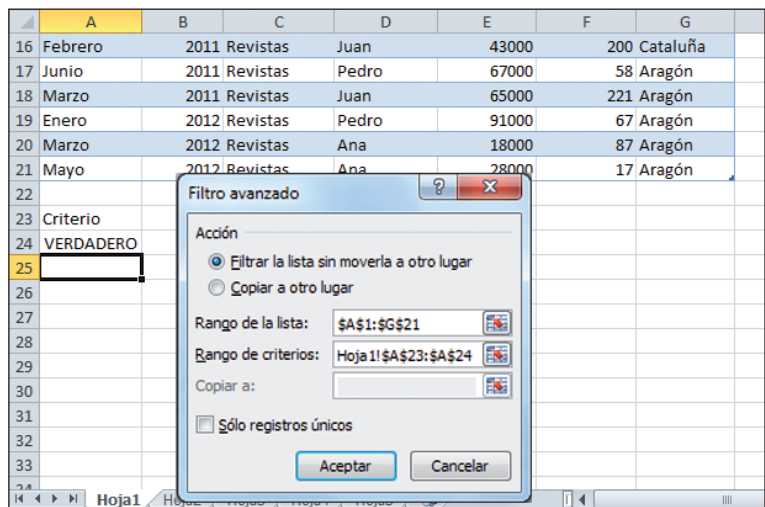 A B C D E F G
16 Febrero 2011 Revistas Juan 43000 200 Cataluña
17 Junio 2011 Revistas Pedro 67000 58 Aragón
18 Marzo 2011 Revistas Juan 65000 221 Aragón
19 Enero 2012 Revistas Pedro 91000 67 Aragón
20 Marzo 2012 Revistas Ana 18000 87 Aragón
21 Mayo 2012 Revistas Ana 28000 17 Aragón
22
23 Criterio
24 VERDADERO
25
26
27
28
29
30
31
32
33
Filtro avanzado
Acción
Filtrar la lista sin moverla a otro lugar
Copiar a otro lugar
Rango de la lista: $A$1:$G$21
Rango de criterios: Hoja1!$A$23:$A$24
Copiar a:
Sólo registros únicos
Aceptar Cancelar
Hoja1